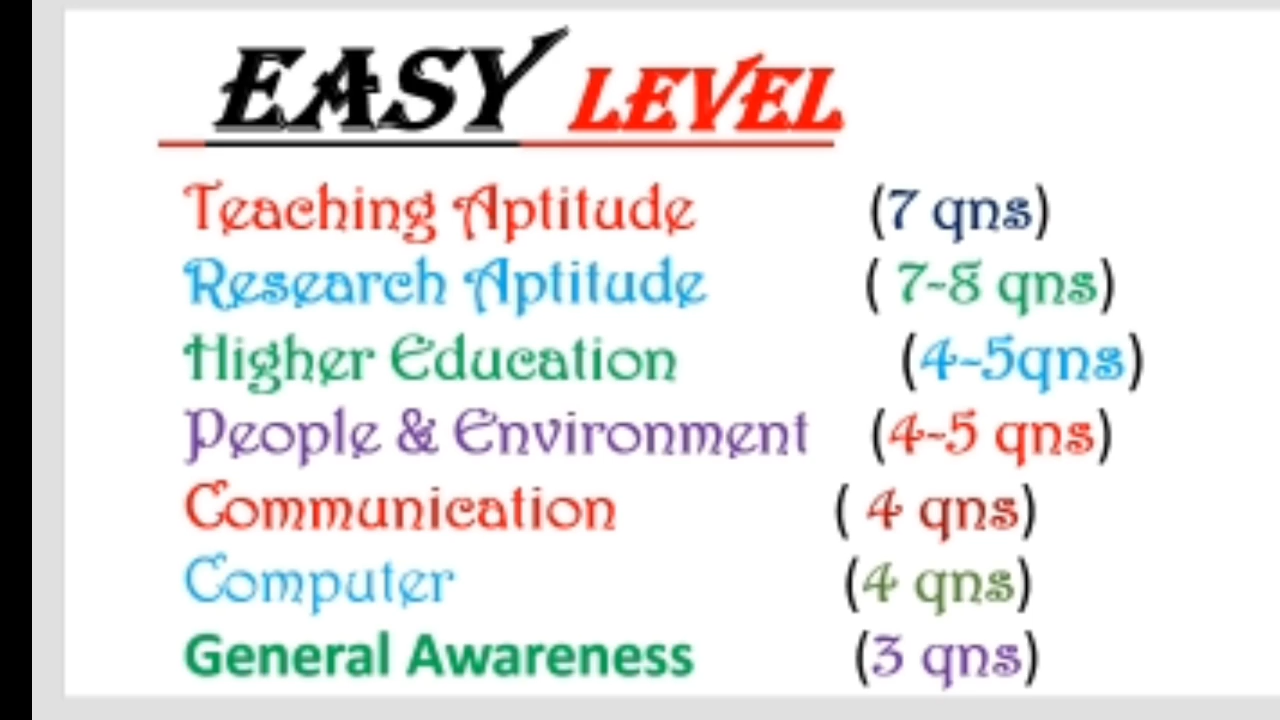 EASY LEVEL
Teaching Aptitude (7 qns)
Research Aptitude ( 7-8 qns)
Higher Education (4-5qns)
People & Environment (4-5 qns)
Communication ( 4 qns)
Computer (4 qns)
General Awareness (3 qns)